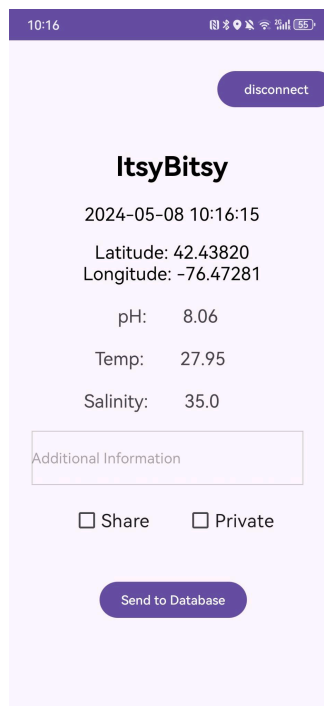 10:16
55
disconnect
ItsyBitsy
2024-05-08 10:16:15
Latitude: 42.43820
Longitude: -76.47281
pH: 8.06
Temp: 27.95
Salinity: 35.0
Additional Information
Share Private
Send to Database